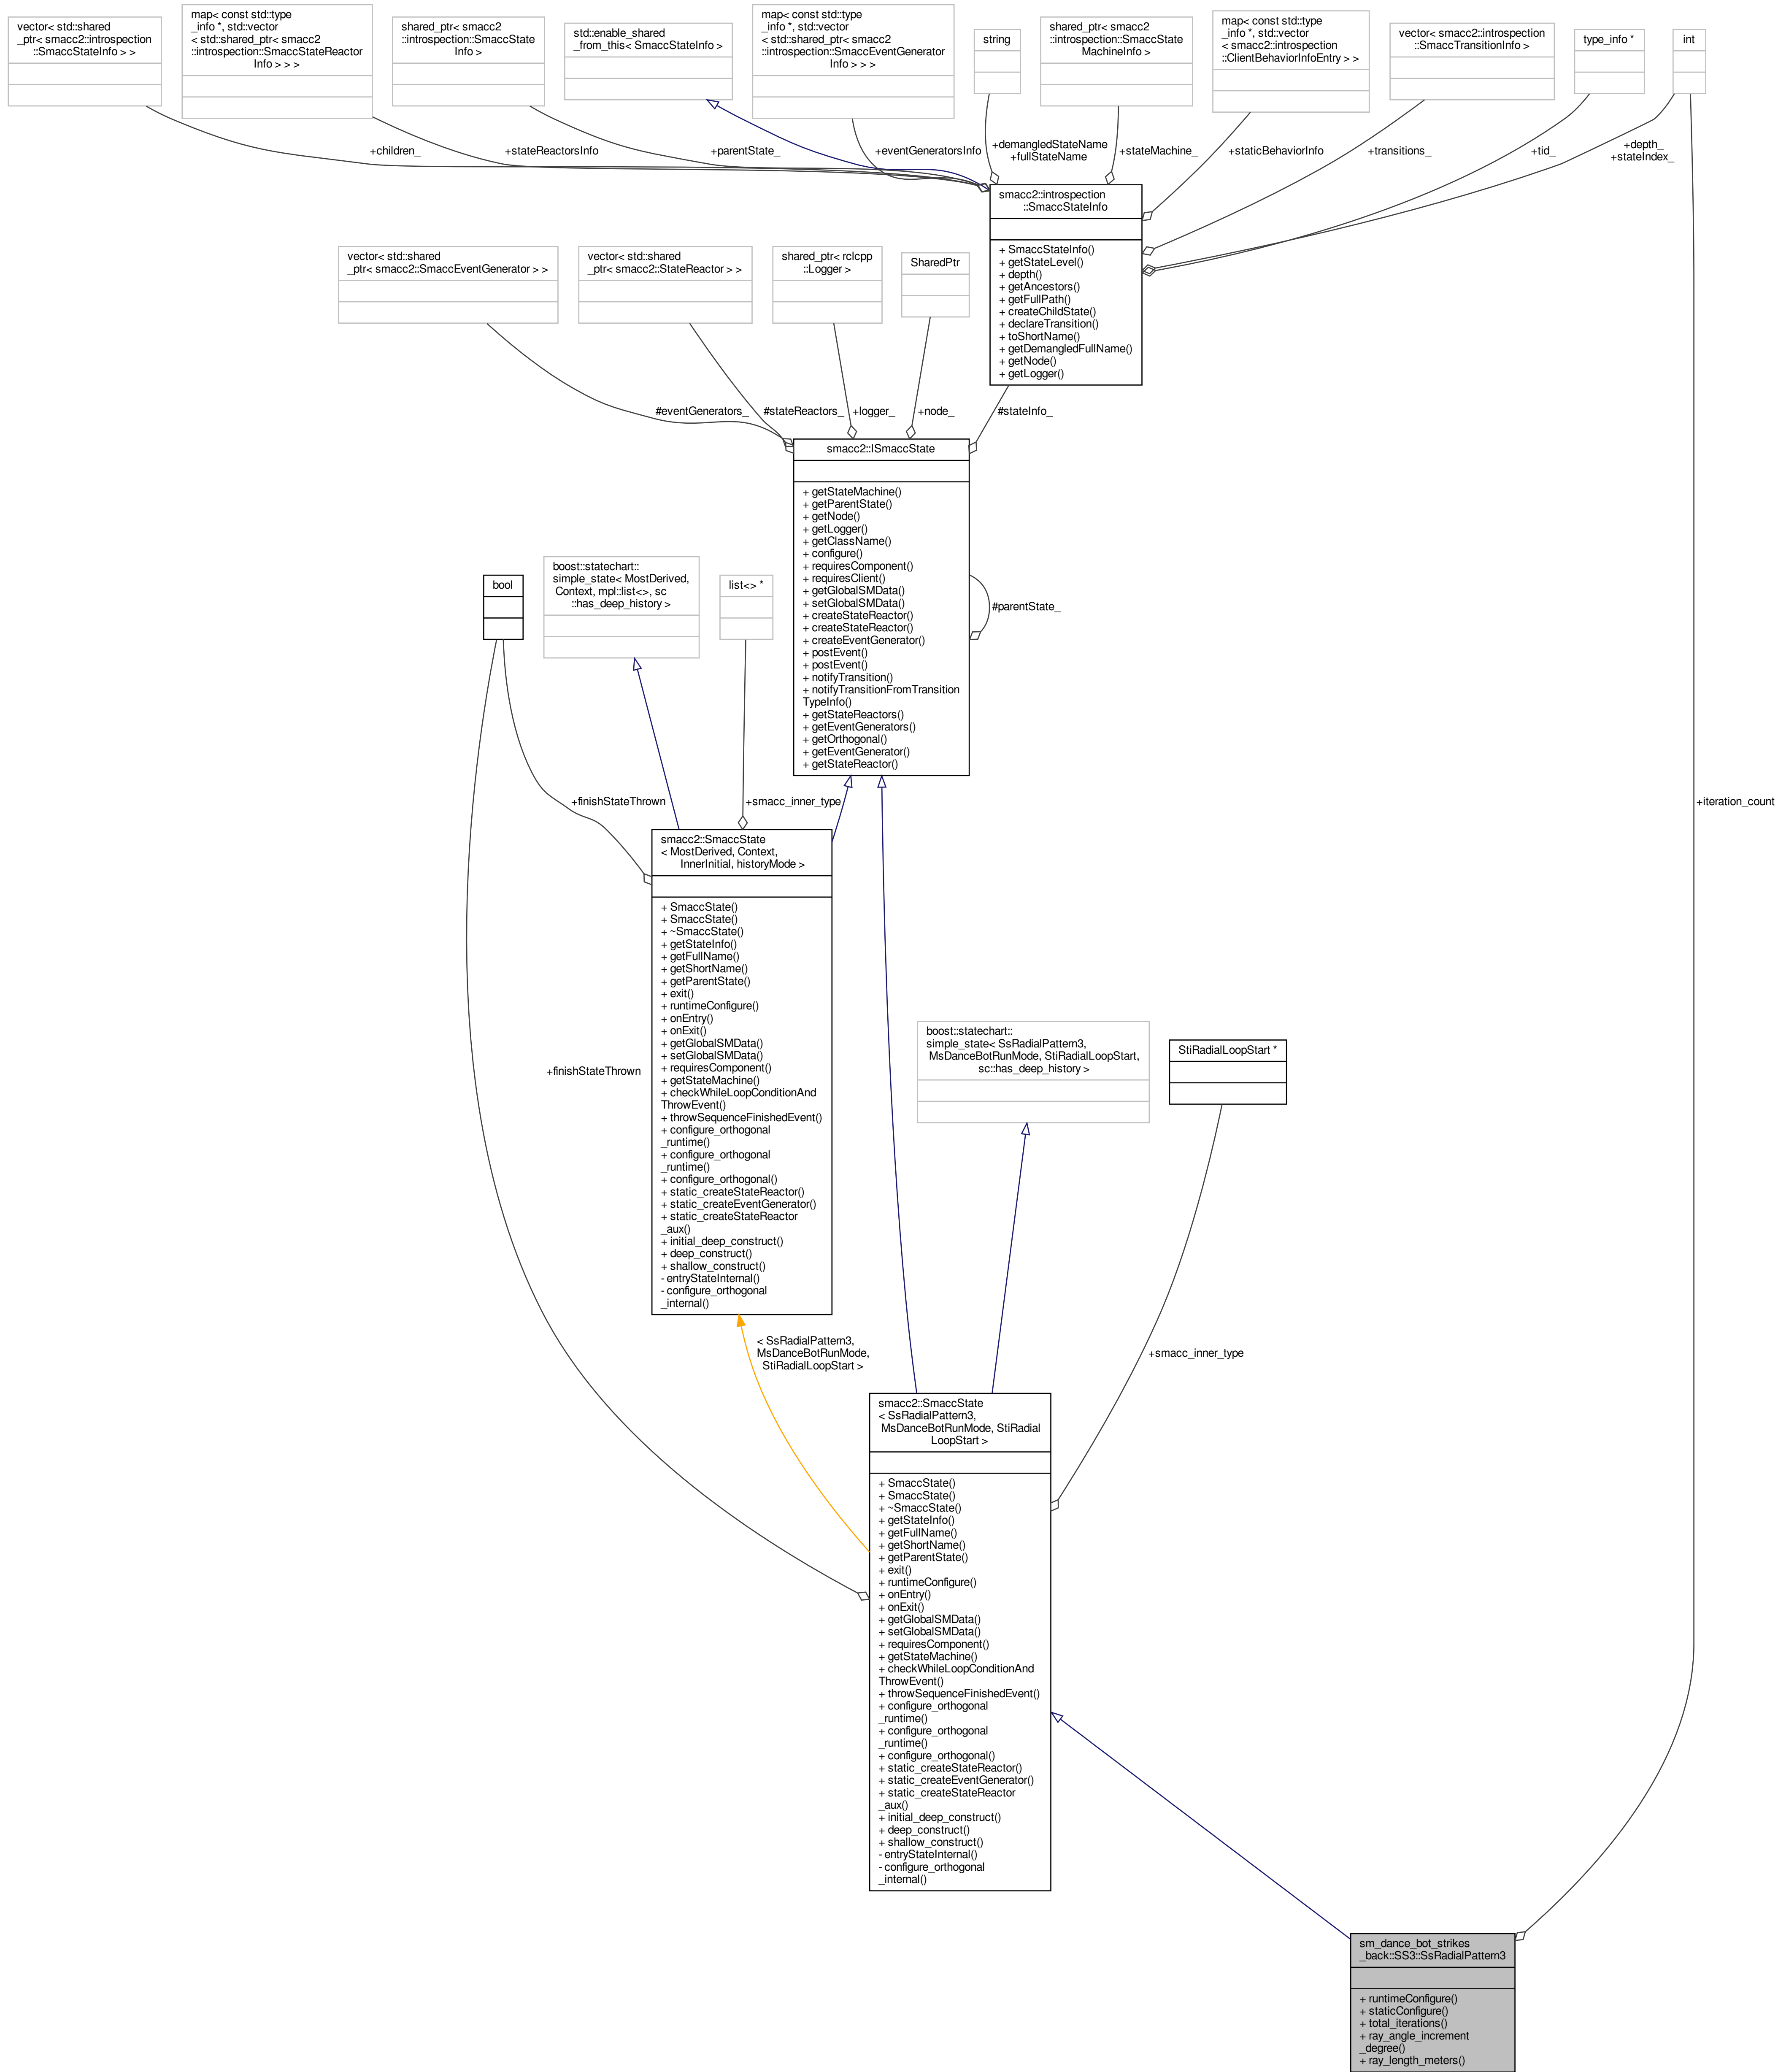 vector< std::shared
_ptr< smacc2::introspection
::SmaccStateInfo > >
map< const std::type
_info *, std::vector
< std::shared_ptr< smacc2
::introspection::SmaccStateReactor
Info > > >
shared_ptr< smacc2
::introspection::SmaccState
Info >
std::enable_shared
_from_this< SmaccStateInfo >
map< const std::type
_info *, std::vector
< std::shared_ptr< smacc2
::introspection::SmaccEventGenerator
Info > > >
string
shared_ptr< smacc2
::introspection::SmaccState
MachineInfo >
map< const std::type
_info *, std::vector
< smacc2::introspection
::ClientBehaviorInfoEntry > >
vector< smacc2::introspection
::SmaccTransitionInfo >
type_info *
int
+children_
+stateReactorsInfo
+parentState_
+eventGeneratorsInfo
+demangledStateName
+fullStateName
+stateMachine_
+staticBehaviorInfo
+transitions_
+tid_
+depth_
+stateIndex_
smacc2::introspection
::SmaccStateInfo
+ SmaccStateInfo()
+ getStateLevel()
+ depth()
+ getAncestors()
+ getFullPath()
+ createChildState()
+ declareTransition()
+ toShortName()
+ getDemangledFullName()
+ getNode()
+ getLogger()
vector< std::shared
_ptr< smacc2::SmaccEventGenerator > >
vector< std::shared
_ptr< smacc2::StateReactor > >
shared_ptr< rclcpp
::Logger >
SharedPtr
#eventGenerators_
#stateReactors_
+logger_
+node_
#stateInfo_
smacc2::ISmaccState
+ getStateMachine()
+ getParentState()
+ getNode()
+ getLogger()
+ getClassName()
+ configure()
+ requiresComponent()
+ requiresClient()
+ getGlobalSMData()
+ setGlobalSMData()
+ createStateReactor()
+ createStateReactor()
+ createEventGenerator()
+ postEvent()
+ postEvent()
+ notifyTransition()
+ notifyTransitionFromTransition
TypeInfo()
+ getStateReactors()
+ getEventGenerators()
+ getOrthogonal()
+ getEventGenerator()
+ getStateReactor()
#parentState_
bool
boost::statechart::
simple_state< MostDerived,
Context, mpl::list<>, sc
::has_deep_history >
list<> *
+finishStateThrown
+smacc_inner_type
+iteration_count
smacc2::SmaccState
< MostDerived, Context,
InnerInitial, historyMode >
+ SmaccState()
+ SmaccState()
+ ~SmaccState()
+ getStateInfo()
+ getFullName()
+ getShortName()
+ getParentState()
+ exit()
+ runtimeConfigure()
+ onEntry()
+ onExit()
+ getGlobalSMData()
+ setGlobalSMData()
+ requiresComponent()
+ getStateMachine()
+ checkWhileLoopConditionAnd
ThrowEvent()
+ throwSequenceFinishedEvent()
+ configure_orthogonal
_runtime()
+ configure_orthogonal
_runtime()
+ configure_orthogonal()
+ static_createStateReactor()
+ static_createEventGenerator()
+ static_createStateReactor
_aux()
+ initial_deep_construct()
+ deep_construct()
+ shallow_construct()
- entryStateInternal()
- configure_orthogonal
_internal()
+finishStateThrown
boost::statechart::
simple_state< SsRadialPattern3,
MsDanceBotRunMode, StiRadialLoopStart,
sc::has_deep_history >
StiRadialLoopStart *
< SsRadialPattern3,
MsDanceBotRunMode,
StiRadialLoopStart >
+smacc_inner_type
smacc2::SmaccState
< SsRadialPattern3,
MsDanceBotRunMode, StiRadial
LoopStart >
+ SmaccState()
+ SmaccState()
+ ~SmaccState()
+ getStateInfo()
+ getFullName()
+ getShortName()
+ getParentState()
+ exit()
+ runtimeConfigure()
+ onEntry()
+ onExit()
+ getGlobalSMData()
+ setGlobalSMData()
+ requiresComponent()
+ getStateMachine()
+ checkWhileLoopConditionAnd
ThrowEvent()
+ throwSequenceFinishedEvent()
+ configure_orthogonal
_runtime()
+ configure_orthogonal
_runtime()
+ configure_orthogonal()
+ static_createStateReactor()
+ static_createEventGenerator()
+ static_createStateReactor
_aux()
+ initial_deep_construct()
+ deep_construct()
+ shallow_construct()
- entryStateInternal()
- configure_orthogonal
_internal()
sm_dance_bot_strikes
_back::SS3::SsRadialPattern3
+ runtimeConfigure()
+ staticConfigure()
+ total_iterations()
+ ray_angle_increment
_degree()
+ ray_length_meters()